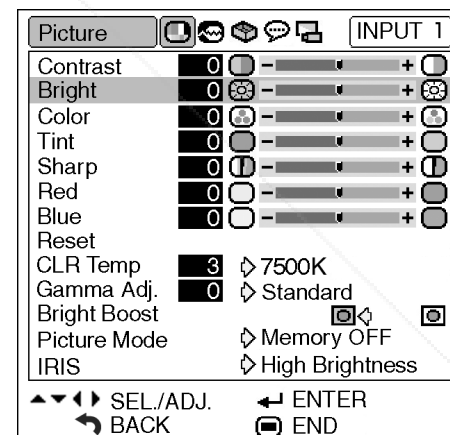 Picture INPUT 1
Contrast 0 - +
Bright 0 - +
Color 0 - +
Tint 0 - +
Sharp 0 - +
Red 0 - +
Blue 0 - +
Reset
CLR Temp 3 7500K
Gamma Adj. 0 Standard
Bright Boost
Picture Mode Memory OFF
IRIS High Brightness
SEL./ADJ. ENTER
BACK END